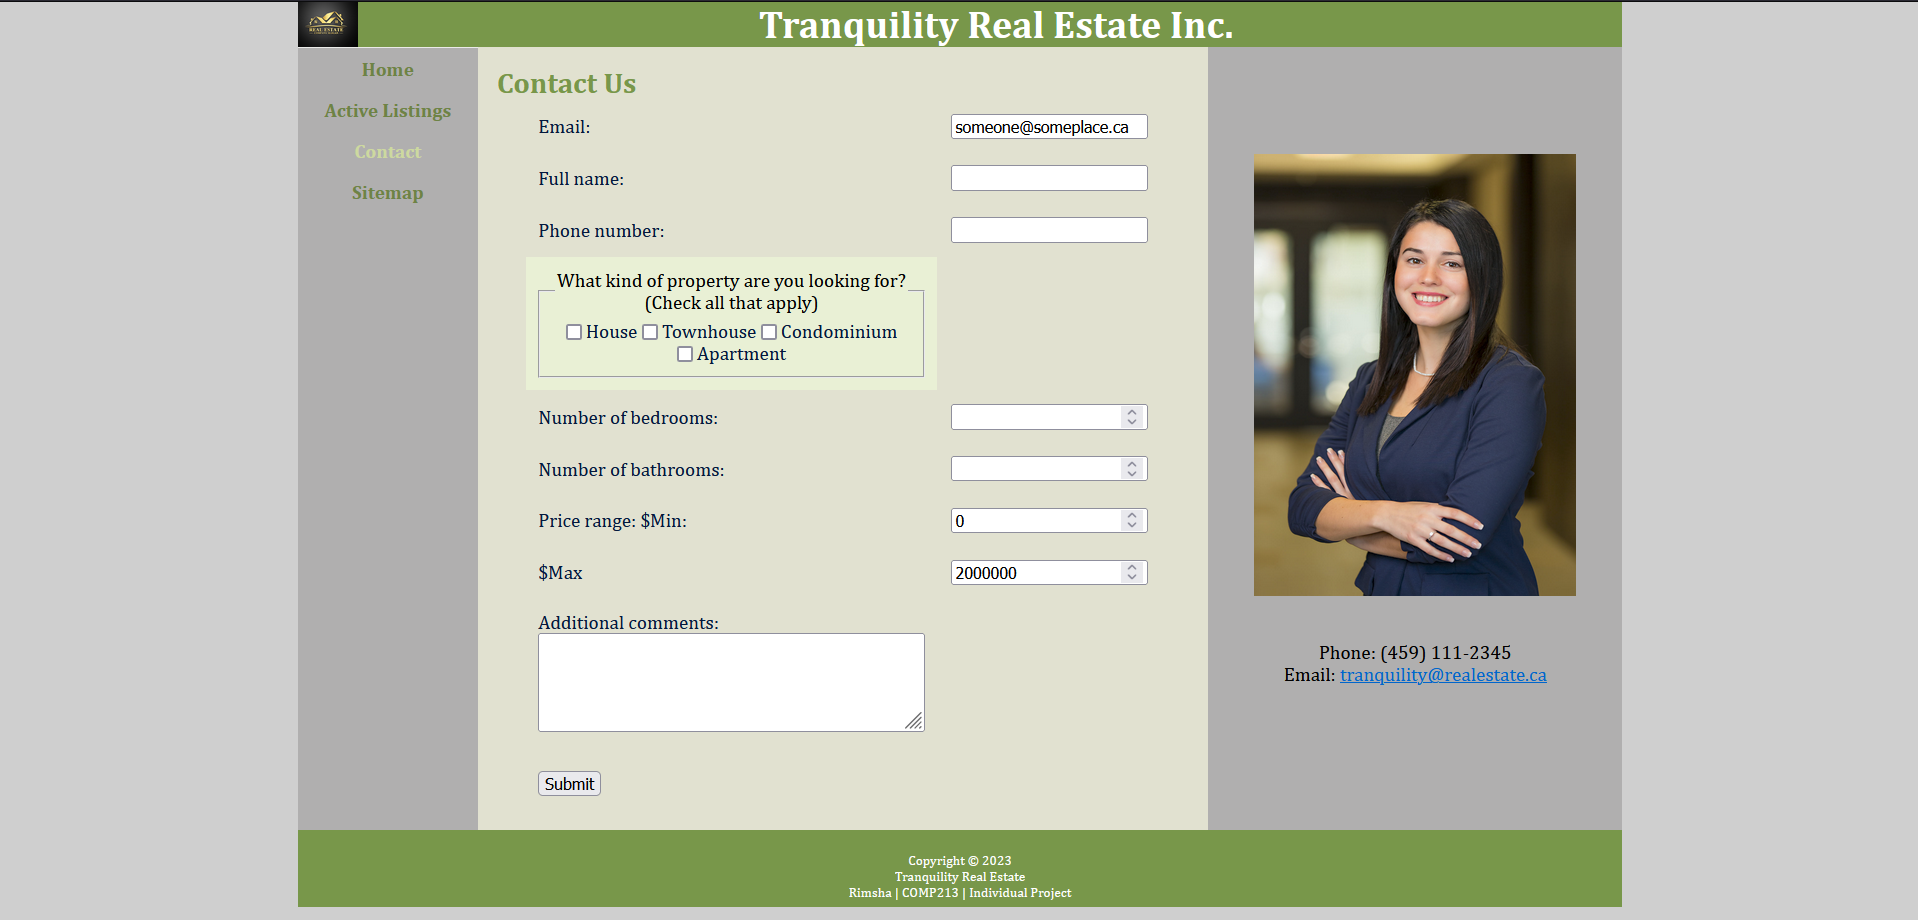 REAL ESTATE
Tranquility Real Estate Inc.
Home
Active Listings
Contact
Sitemap
Contact Us
Email:
someone@someplace.ca
Full name:
Phone number:
What kind of property are you looking for?
(Check all that apply)
House Townhouse Condominium
Apartment
Number of bedrooms:
Number of bathrooms:
Price range: $Min:
0
$Max
2000000
Additional comments:
Submit
Phone: (459) 111-2345
Email: tranquility@realestate.ca
Copyright © 2023
Tranquility Real Estate
Rimsha | COMP213 | Individual Project